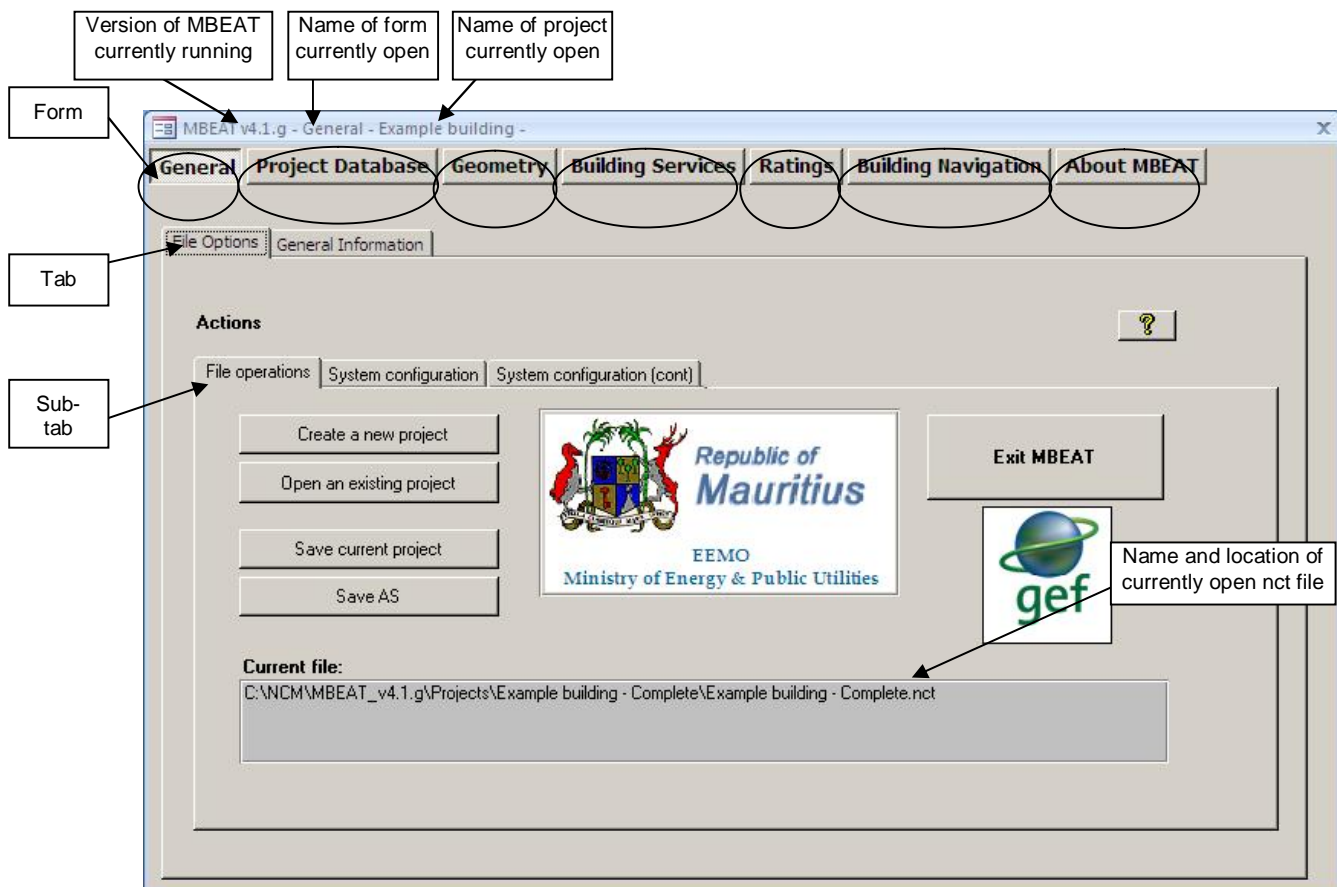 Version of MBEAT
currently running
Name of form
currently open
Name of project
currently open
Form
MBEAT v4.1.g - General - Example building -
General
Project Database
Geometry
Building Services
Ratings
Building Navigation
About MBEAT
File Options
General Information
Tab
Actions
?
File operations
System configuration
System configuration (cont)
Sub-
tab
Create a new project
Open an existing project
Save current project
Save AS
Republic of
Mauritius
EEMO
Ministry of Energy & Public Utilities
Exit MBEAT
gef
Name and location of
currently open nct file
Current file:
C:\NCM\MBEAT_v4.1.g\Projects\Example building - Complete\Example building - Complete.nct